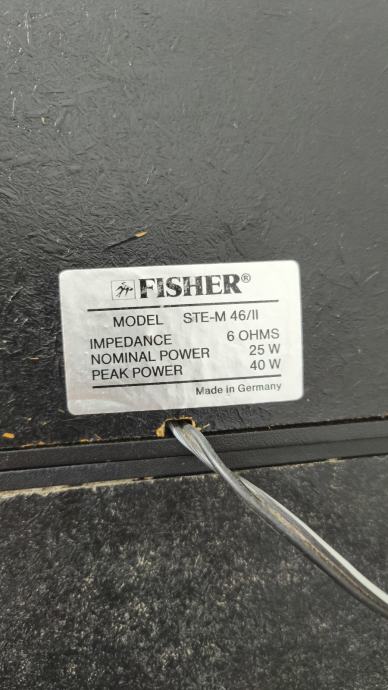 FISHER®
MODEL STE-M 46/II
IMPEDANCE 6 OHMS
NOMINAL POWER 25 W
PEAK POWER 40 W
Made in Germany